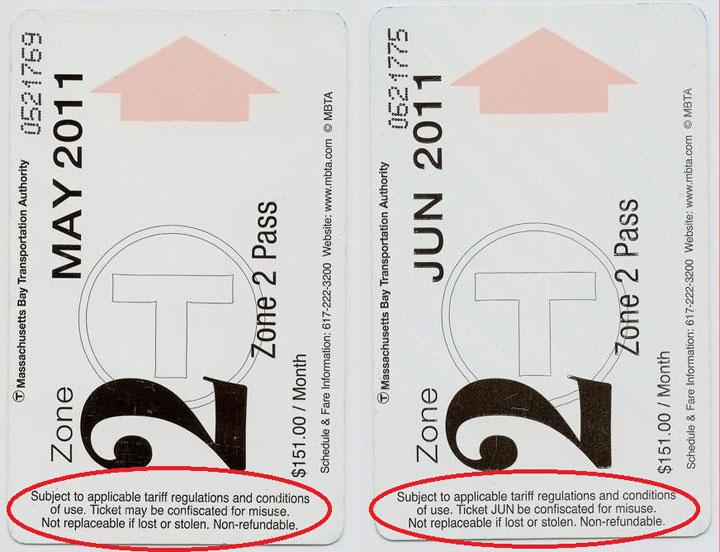 0521769
MAY 2011
Ⓣ Massachusetts Bay Transportation Authority
Zone
2
T
Zone 2 Pass
$151.00 / Month
Schedule & Fare Information: 617-222-3200 Website: www.mbta.com © MBTA
Subject to applicable tariff regulations and conditions
of use. Ticket may be confiscated for misuse.
Not replaceable if lost or stolen. Non-refundable.
0621775
JUN 2011
Ⓣ Massachusetts Bay Transportation Authority
Zone
2
T
Zone 2 Pass
$151.00 / Month
Schedule & Fare Information: 617-222-3200 Website: www.mbta.com © MBTA
Subject to applicable tariff regulations and conditions
of use. Ticket JUN be confiscated for misuse.
Not replaceable if lost or stolen. Non-refundable.